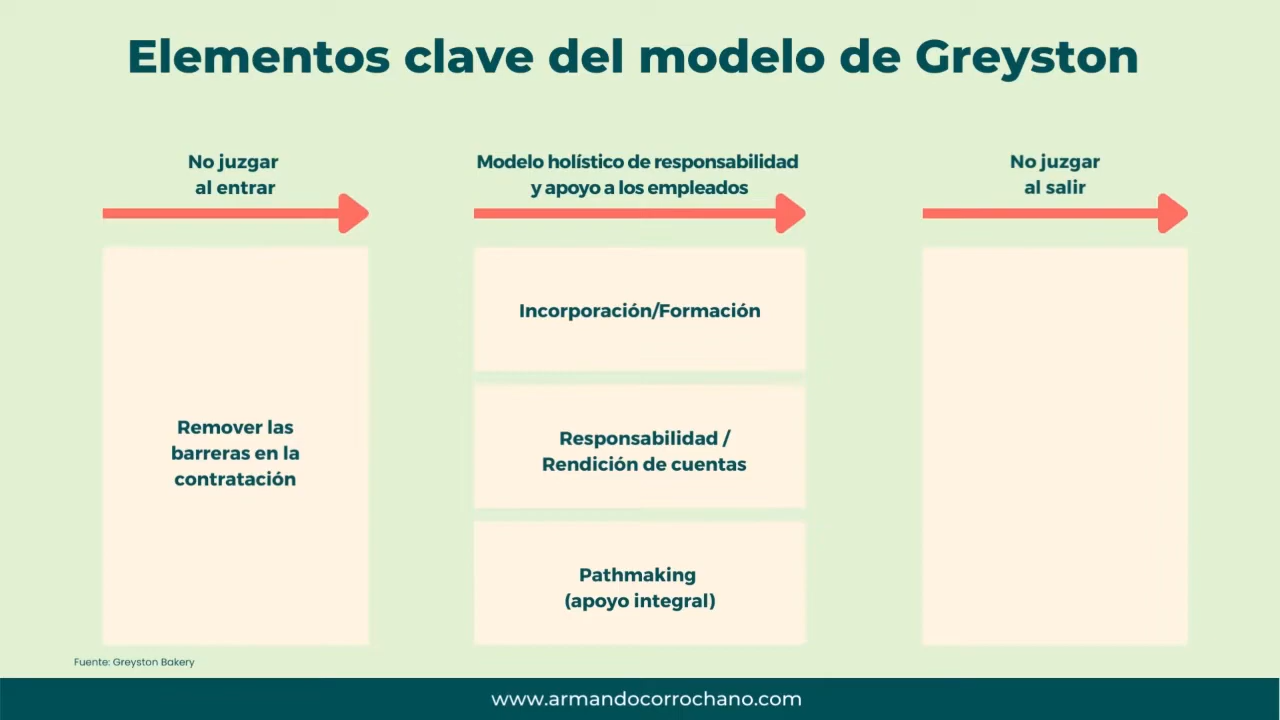 Elementos clave del modelo de Greyston
No juzgar
al entrar
Modelo holístico de responsabilidad
y apoyo a los empleados
No juzgar
al salir
Remover las
barreras en la
contratación
Incorporación/Formación
Responsabilidad /
Rendición de cuentas
Pathmaking
(apoyo integral)
Fuente: Greyston Bakery
www.armandocorrochano.com